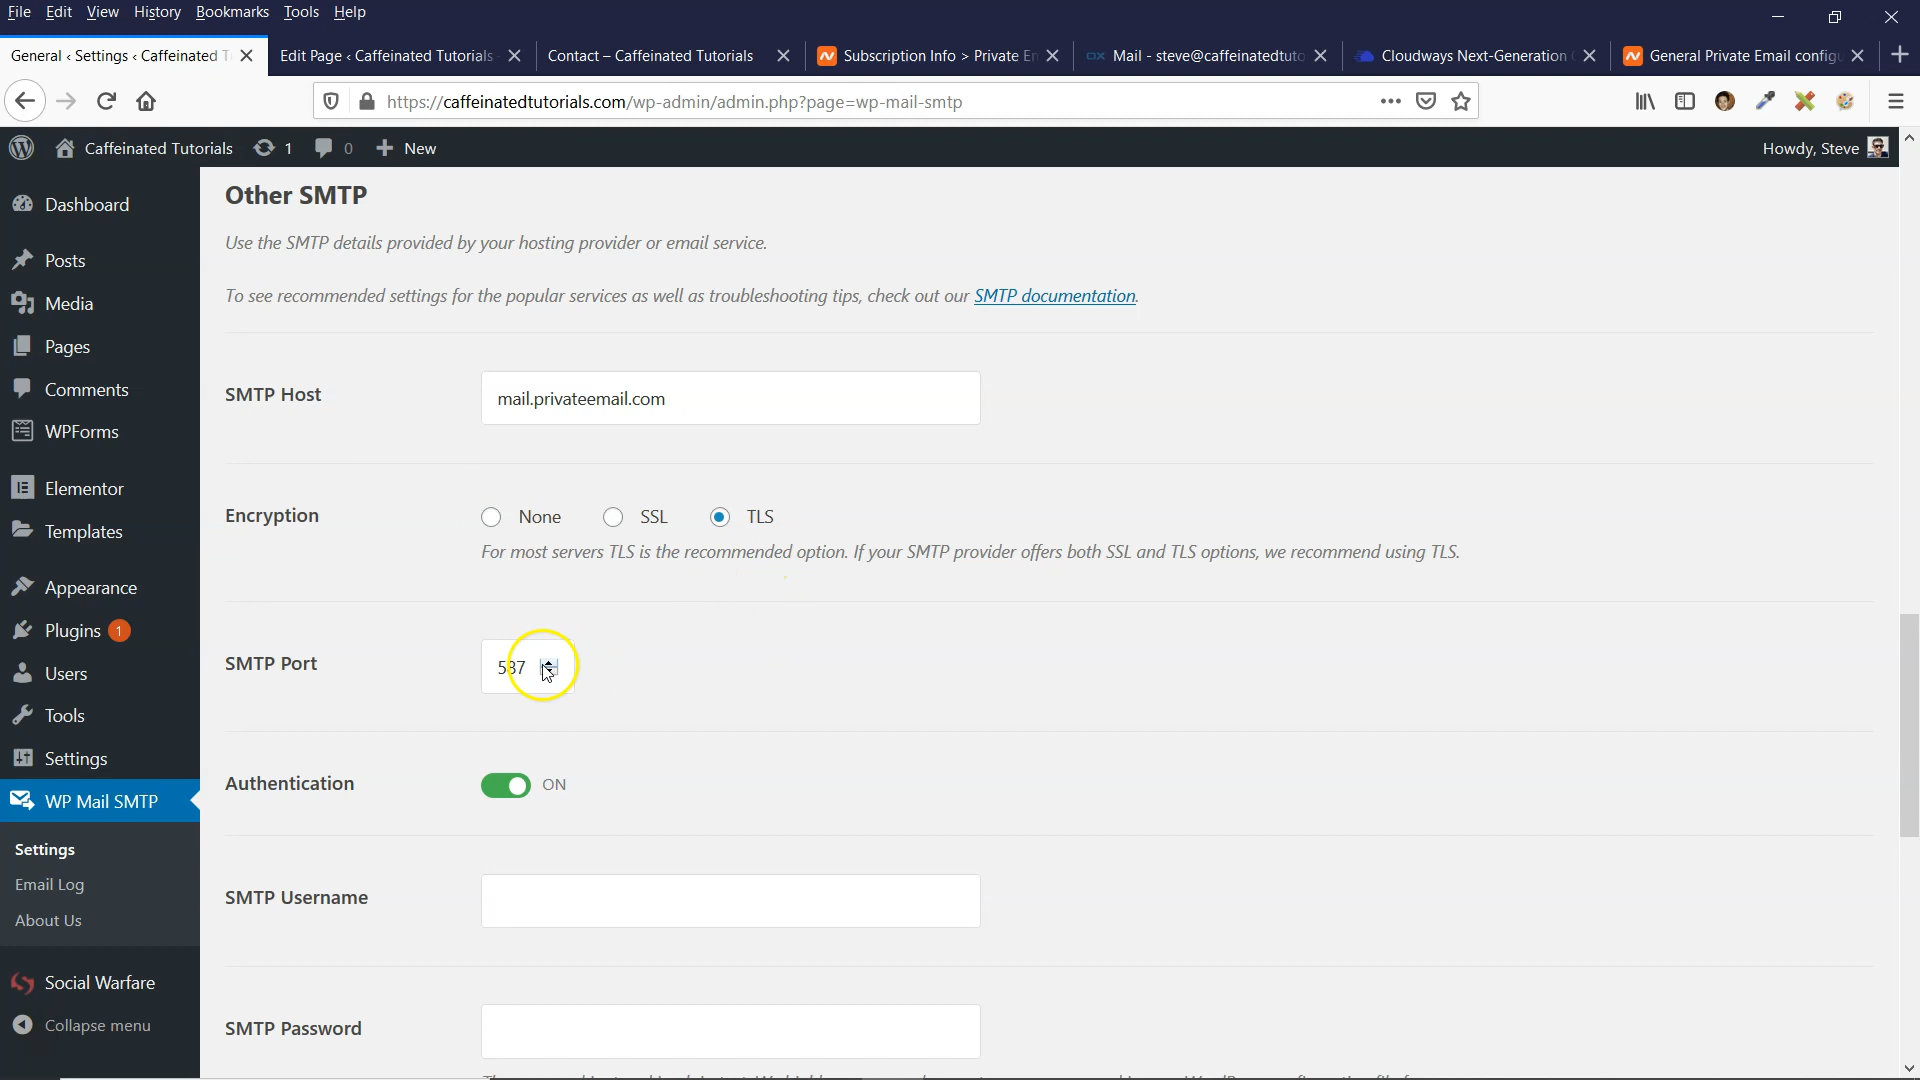 File Edit View History Bookmarks Tools Help
General ‹ Settings ‹ Caffeinated T
Edit Page ‹ Caffeinated Tutorials
Contact – Caffeinated Tutorials
Subscription Info > Private E
Mail - steve@caffeinatedtuto
Cloudways Next-Generation
General Private Email config
https://caffeinatedtutorials.com/wp-admin/admin.php?page=wp-mail-smtp
Caffeinated Tutorials 1 0 New
Howdy, Steve
Dashboard
Posts
Media
Pages
Comments
WPForms
Elementor
Templates
Appearance
Plugins 1
Users
Tools
Settings
WP Mail SMTP
Settings
Email Log
About Us
Social Warfare
Collapse menu
Other SMTP
Use the SMTP details provided by your hosting provider or email service.
To see recommended settings for the popular services as well as troubleshooting tips, check out our SMTP documentation.
SMTP Host
mail.privateemail.com
Encryption
None SSL TLS
For most servers TLS is the recommended option. If your SMTP provider offers both SSL and TLS options, we recommend using TLS.
SMTP Port
587
Authentication
ON
SMTP Username
SMTP Password